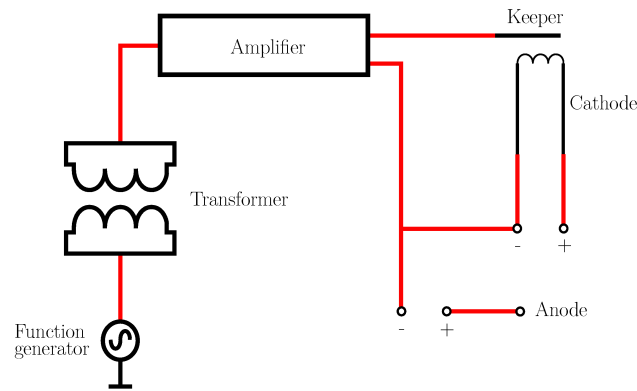 Keeper
Amplifier
Cathode
Transformer
- +
Anode
- +
Function
generator